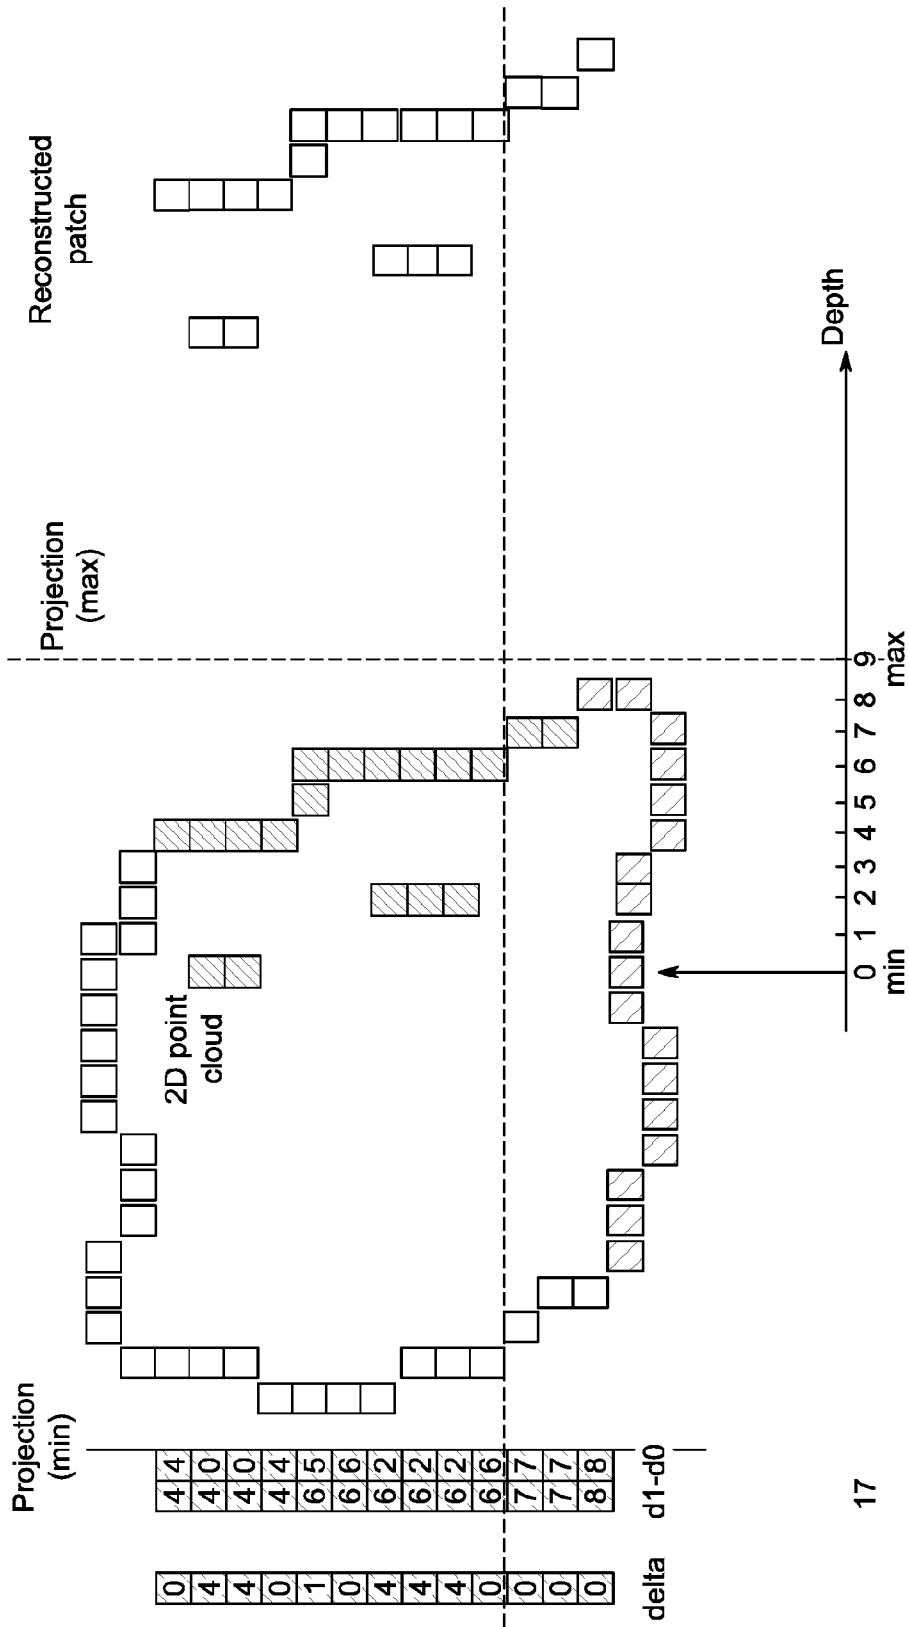 Projection
(min)
Projection
(max)
Reconstructed
patch
2D point
cloud
0 4 4
4 4 0
4 4 0
0 4 4
1 6 5
0 6 6
4 6 2
4 6 2
4 6 2
0 6 6
0 7 7
0 7 7
0 8 8
delta d1-d0
Depth
0 1 2 3 4 5 6 7 8 9
min max
17